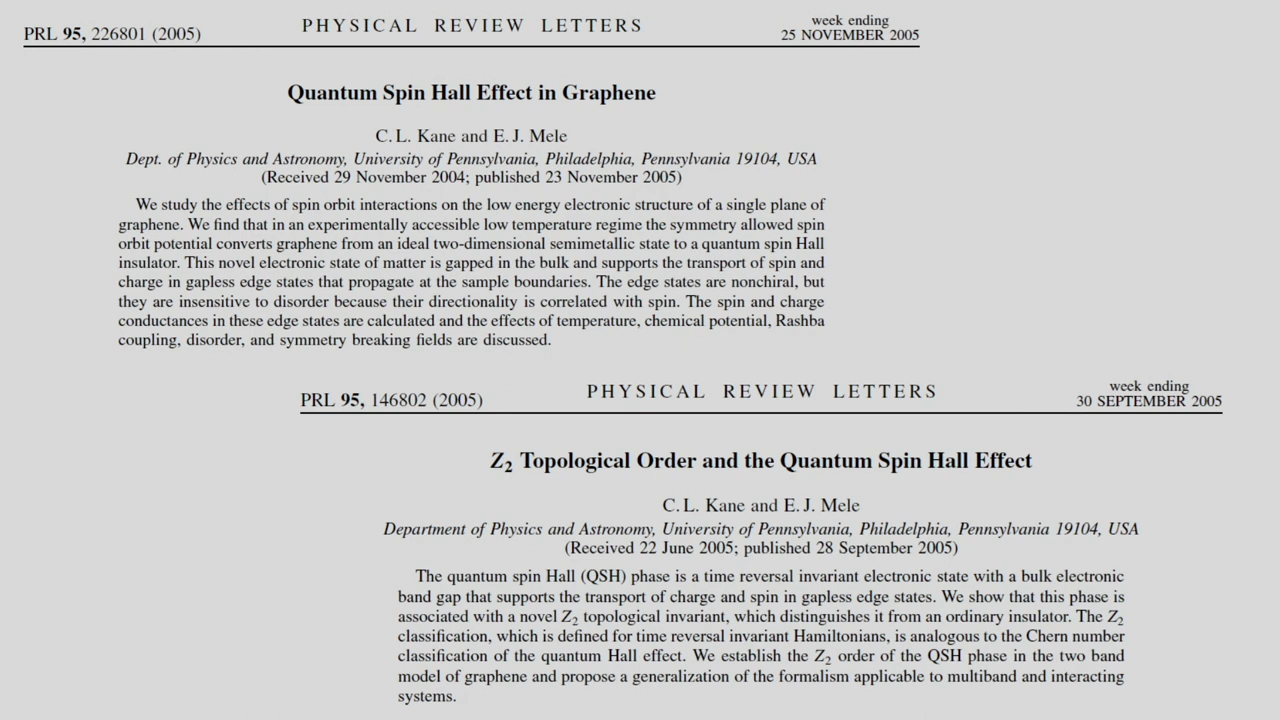 PRL 95, 226801 (2005)
PHYSICAL REVIEW LETTERS
week ending
25 NOVEMBER 2005
Quantum Spin Hall Effect in Graphene
C. L. Kane and E. J. Mele
Dept. of Physics and Astronomy, University of Pennsylvania, Philadelphia, Pennsylvania 19104, USA
(Received 29 November 2004; published 23 November 2005)
We study the effects of spin orbit interactions on the low energy electronic structure of a single plane of
graphene. We find that in an experimentally accessible low temperature regime the symmetry allowed spin
orbit potential converts graphene from an ideal two-dimensional semimetallic state to a quantum spin Hall
insulator. This novel electronic state of matter is gapped in the bulk and supports the transport of spin and
charge in gapless edge states that propagate at the sample boundaries. The edge states are nonchiral, but
they are insensitive to disorder because their directionality is correlated with spin. The spin and charge
conductances in these edge states are calculated and the effects of temperature, chemical potential, Rashba
coupling, disorder, and symmetry breaking fields are discussed.
PRL 95, 146802 (2005)
PHYSICAL REVIEW LETTERS
week ending
30 SEPTEMBER 2005
Z₂ Topological Order and the Quantum Spin Hall Effect
C. L. Kane and E. J. Mele
Department of Physics and Astronomy, University of Pennsylvania, Philadelphia, Pennsylvania 19104, USA
(Received 22 June 2005; published 28 September 2005)
The quantum spin Hall (QSH) phase is a time reversal invariant electronic state with a bulk electronic
band gap that supports the transport of charge and spin in gapless edge states. We show that this phase is
associated with a novel Z₂ topological invariant, which distinguishes it from an ordinary insulator. The Z₂
classification, which is defined for time reversal invariant Hamiltonians, is analogous to the Chern number
classification of the quantum Hall effect. We establish the Z₂ order of the QSH phase in the two band
model of graphene and propose a generalization of the formalism applicable to multiband and interacting
systems.